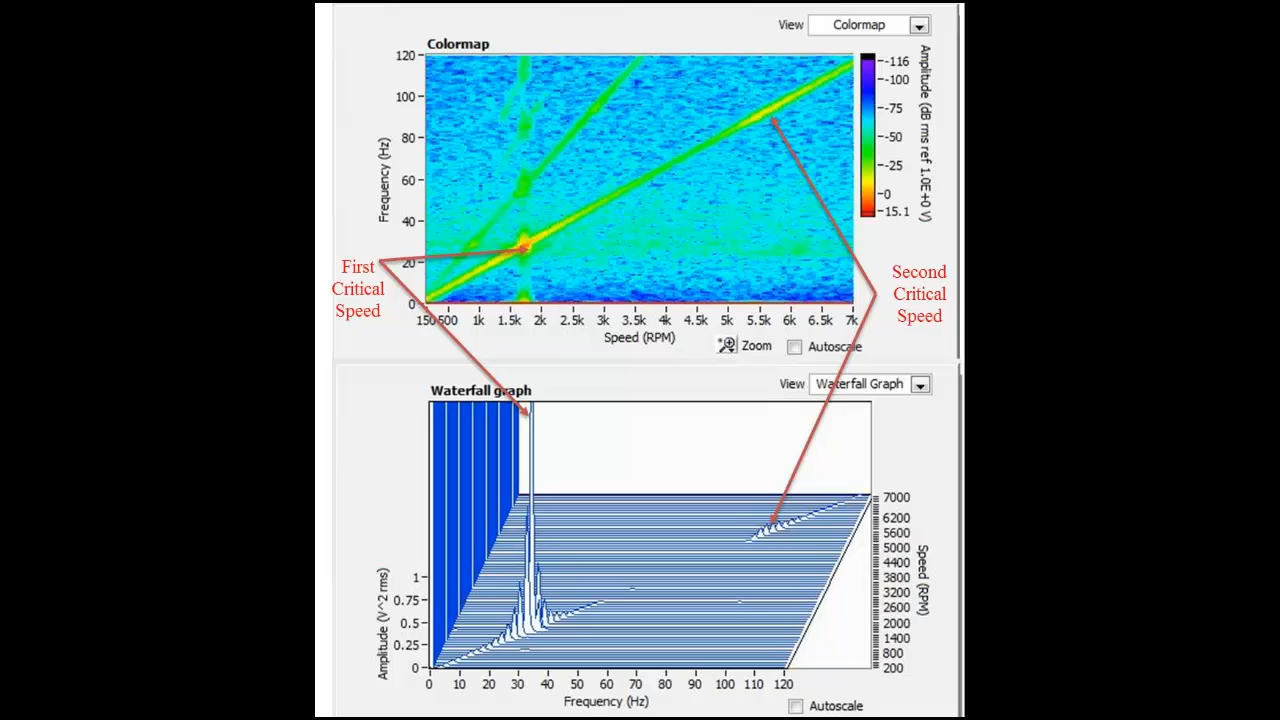 View Colormap
Colormap
120
100
80
60
40
20
0
Frequency (Hz)
150 500 1k 1.5k 2k 2.5k 3k 3.5k 4k 4.5k 5k 5.5k 6k 6.5k 7k
Speed (RPM)
-116
-100
-75
-50
-25
-0
-15.1
Amplitude (dB rms ref 1.0E+0 V)
Zoom Autoscale
First
Critical
Speed
Second
Critical
Speed
View Waterfall Graph
Waterfall graph
1
0.75
0.5
0.25
0
Amplitude (V^2 rms)
0 10 20 30 40 50 60 70 80 90 100 110 120
Frequency (Hz)
7000
6200
5600
5000
4400
3800
3200
2600
2000
1400
800
200
Speed (RPM)
Autoscale